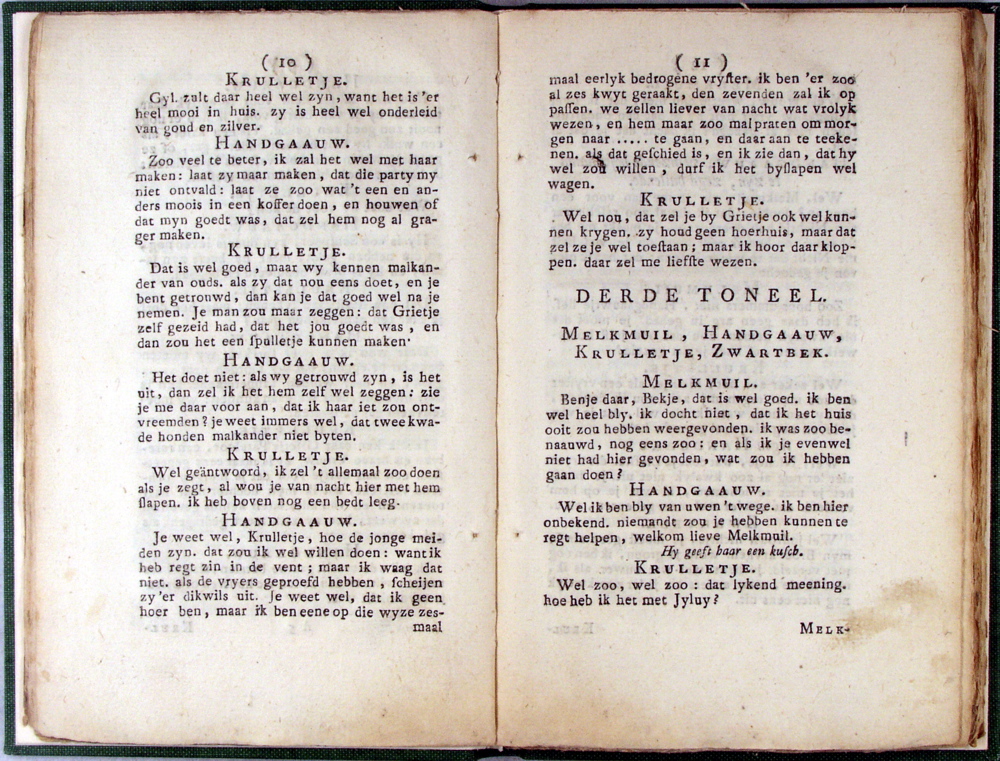 ( 10 )
KRULLETJE.
Gyl. zult daar heel wel zyn, want het is 'er
heel mooi in huis. zy is heel wel onderleid
van goud en zilver.
HANDGAAUW.
Zoo veel te beter, ik zal het wel met haar
maken: laat zy maar maken, dat die party my
niet ontvald: laat ze zoo wat 't een en an-
ders moois in een koffer doen, en houwen of
dat myn goedt was, dat zel hem nog al gra-
ger maken.
KRULLETJE.
Dat is wel goed, maar wy kennen malkan-
der van ouds. als zy dat nou eens doet, en je
bent getrouwd, dan kan je dat goed wel na je
nemen. Je man zou maar zeggen: dat Grietje
zelf gezeid had, dat het jou goedt was, en
dan zou het een spulletje kunnen maken.
HANDGAAUW.
Het doet niet: als wy getrouwd zyn, is het
uit, dan zel ik het hem zelf wel zeggen: zie
je me daar voor aan, dat ik haar iet zou ont-
vreemden? je weet immers wel, dat twee kwa-
de honden malkander niet byten.
KRULLETJE.
Wel geäntwoord, ik zel 't allemaal zoo doen
als je zegt, al wou je van nacht hier met hem
slapen. ik heb boven nog een bedt leeg.
HANDGAAUW.
Je weet wel, Krulletje, hoe de jonge mei-
den zyn. dat zou ik wel willen doen: want ik
heb regt zin in de vent; maar ik waag dat
niet. als de vryers geproefd hebben, scheijen
zy 'er dikwils uit. Je weet wel, dat ik geen
hoer ben, maar ik ben eene op die wyze zes-
maal
( 11 )
maal eerlyk bedrogene vryster. ik ben 'er zoo
al zes kwyt geraakt, den zevenden zal ik op
passen. we zellen liever van nacht wat vrolyk
wezen, en hem maar zoo mal praten om mor-
gen naar ..... te gaan, en daar aan te teeke-
nen. als dat geschied is, en ik zie dan, dat hy
wel zou willen, durf ik het byslapen wel
wagen.
KRULLETJE.
Wel nou, dat zel je by Grietje ook wel kun-
nen krygen. zy houd geen hoerhuis, maar dat
zel ze je wel toestaan; maar ik hoor daar klop-
pen. daar zel me liefste wezen.
DERDE TONEEL.
MELKMUIL, HANDGAAUW,
KRULLETJE, ZWARTBEK.
MELKMUIL.
Benje daar, Bekje, dat is wel goed. ik ben
wel heel bly. ik docht niet, dat ik het huis
ooit zou hebben weergevonden. ik was zoo be-
naauwd, nog eens zoo: en als ik je evenwel
niet had hier gevonden, wat zou ik hebben
gaan doen?
HANDGAAUW.
Wel ik ben bly van uwen 't wege. ik ben hier
onbekend. niemandt zou je hebben kunnen te
regt helpen, welkom lieve Melkmuil.
Hy geeft haar een kusch.
KRULLETJE.
Wel zoo, wel zoo: dat lykend meening.
hoe heb ik het met Jyluy?
MELK-